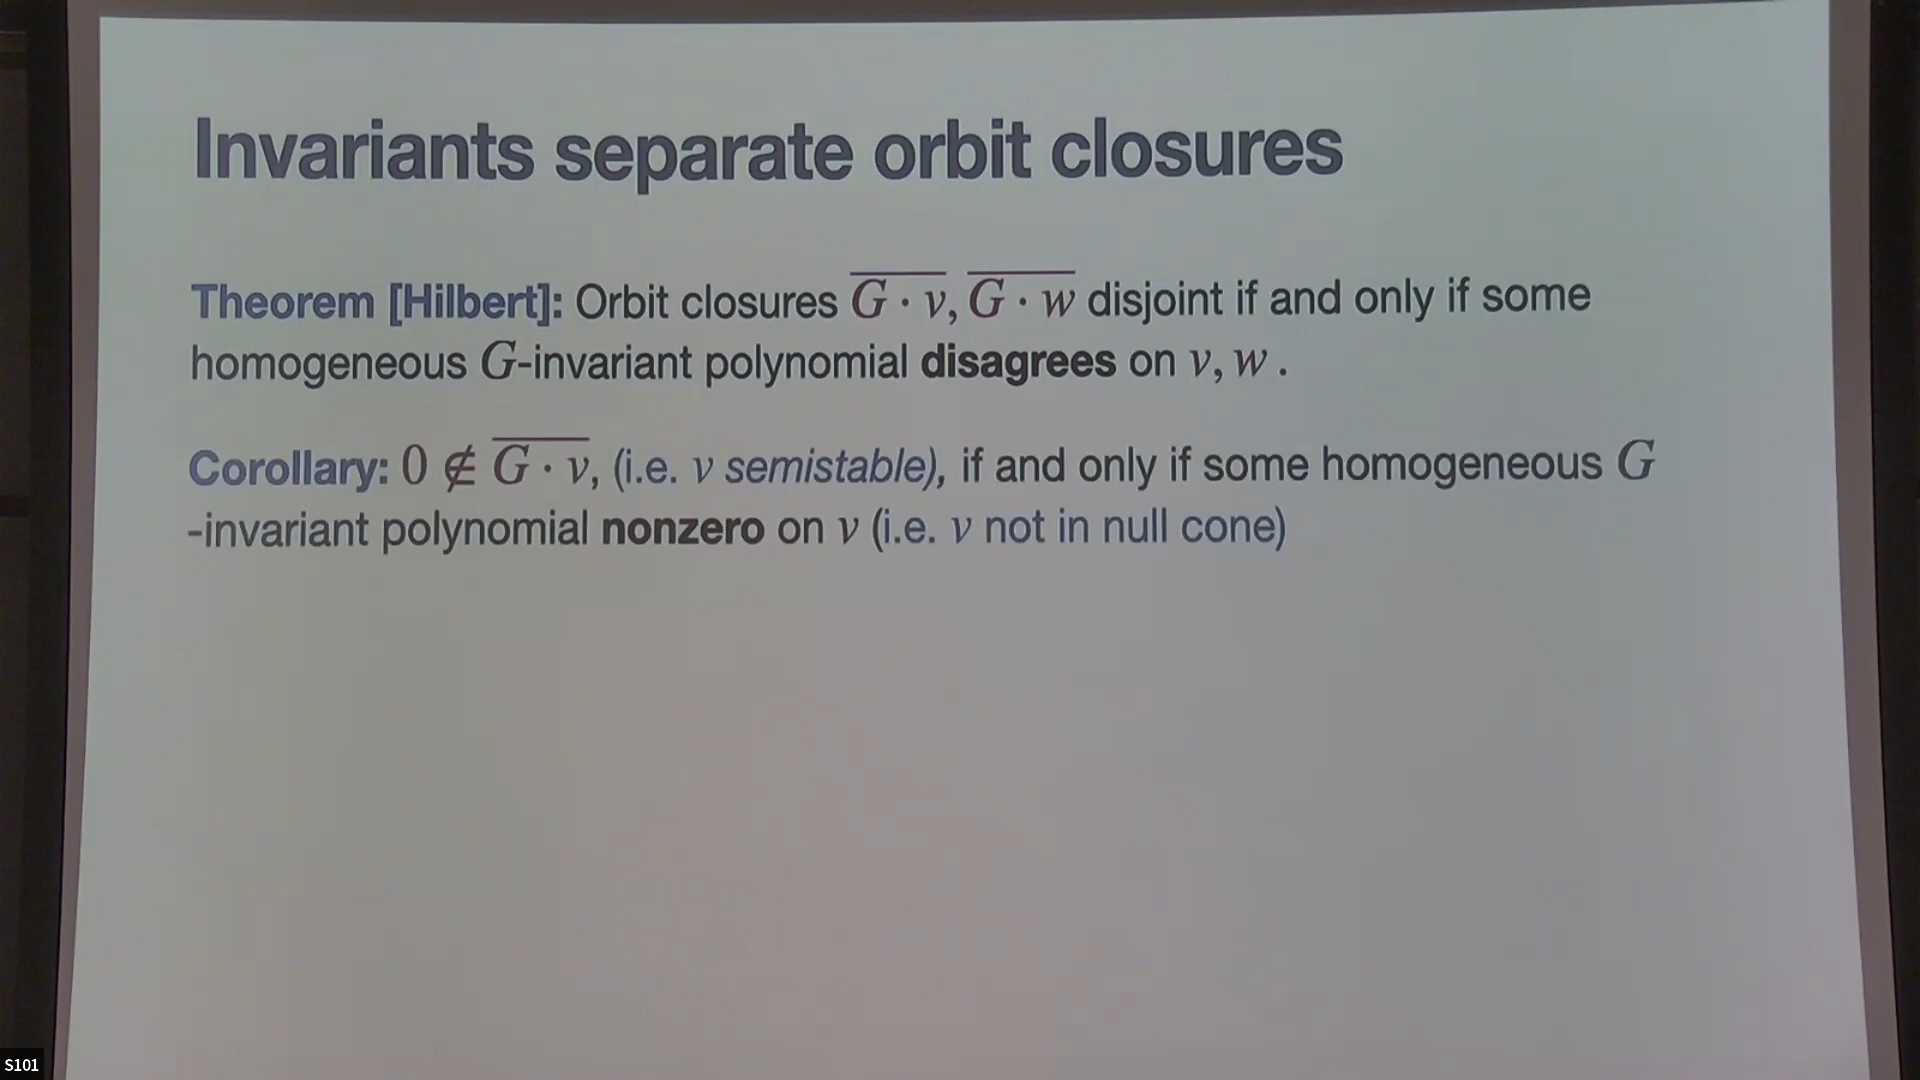 Invariants separate orbit closures
Theorem [Hilbert]: Orbit closures $\overline{G \cdot v}, \overline{G \cdot w}$ disjoint if and only if some
homogeneous $G$-invariant polynomial disagrees on $v, w$ .
Corollary: $0 \notin \overline{G \cdot v}$, (i.e. $v$ semistable), if and only if some homogeneous $G$
-invariant polynomial nonzero on $v$ (i.e. $v$ not in null cone)
S101